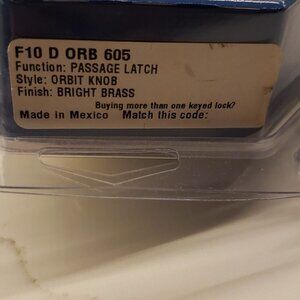 F10 D ORB 605
Function: PASSAGE LATCH
Style: ORBIT KNOB
Finish: BRIGHT BRASS
Buying more than one keyed lock?
Made in Mexico Match this code: